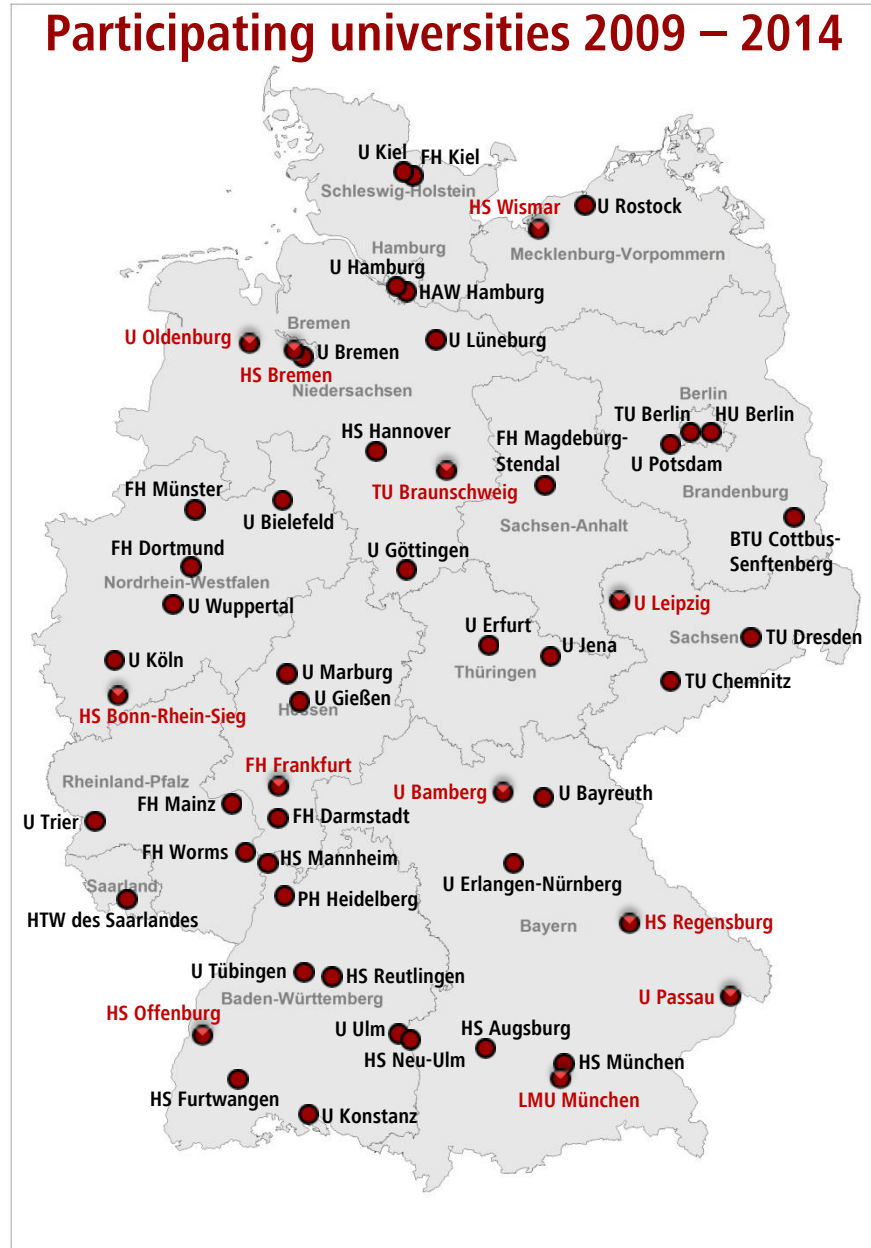 Participating universities 2009 – 2014
U Kiel
FH Kiel
Schleswig-Holstein
HS Wismar
U Rostock
Mecklenburg-Vorpommern
Hamburg
U Hamburg
HAW Hamburg
U Oldenburg
Bremen
U Bremen
HS Bremen
U Lüneburg
Niedersachsen
Berlin
TU Berlin
HU Berlin
U Potsdam
Brandenburg
HS Hannover
FH Magdeburg-
Stendal
TU Braunschweig
Sachsen-Anhalt
BTU Cottbus-
Senftenberg
FH Münster
U Bielefeld
FH Dortmund
Nordrhein-Westfalen
U Göttingen
U Wuppertal
U Leipzig
U Erfurt
U Jena
Thüringen
Sachsen
TU Dresden
TU Chemnitz
U Köln
U Marburg
U Gießen
Hessen
HS Bonn-Rhein-Sieg
Rheinland-Pfalz
FH Frankfurt
FH Mainz
FH Darmstadt
U Bamberg
U Bayreuth
U Trier
FH Worms
HS Mannheim
U Erlangen-Nürnberg
Saarland
HTW des Saarlandes
PH Heidelberg
Bayern
HS Regensburg
U Tübingen
HS Reutlingen
Baden-Württemberg
U Passau
HS Offenburg
U Ulm
HS Neu-Ulm
HS Augsburg
HS München
LMU München
HS Furtwangen
U Konstanz